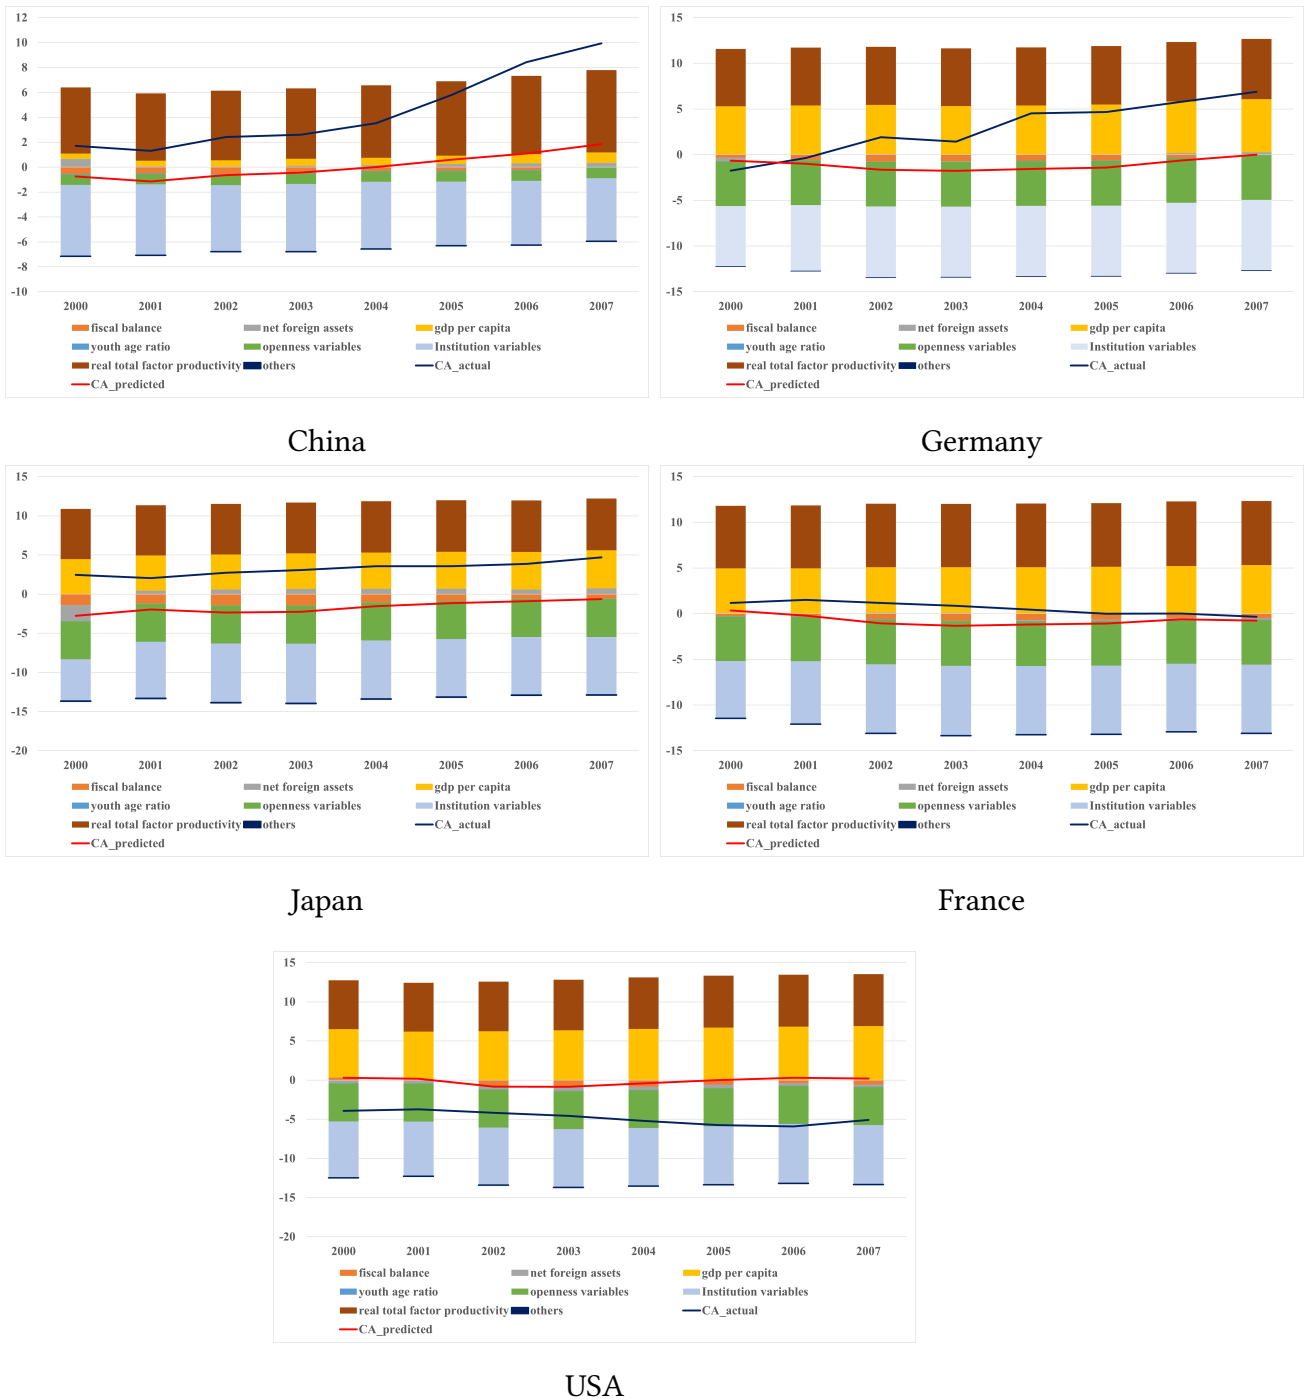 12
10
8
6
4
2
0
-2
-4
-6
-8
-10
2000 2001 2002 2003 2004 2005 2006 2007
fiscal balance net foreign assets gdp per capita
youth age ratio openness variables Institution variables
real total factor productivity others CA_actual
CA_predicted
China
15
10
5
0
-5
-10
-15
2000 2001 2002 2003 2004 2005 2006 2007
fiscal balance net foreign assets gdp per capita
youth age ratio openness variables Institution variables
real total factor productivity others CA_actual
CA_predicted
Germany
15
10
5
0
-5
-10
-15
-20
2000 2001 2002 2003 2004 2005 2006 2007
fiscal balance net foreign assets gdp per capita
youth age ratio openness variables Institution variables
real total factor productivity others CA_actual
CA_predicted
Japan
15
10
5
0
-5
-10
-15
2000 2001 2002 2003 2004 2005 2006 2007
fiscal balance net foreign assets gdp per capita
youth age ratio openness variables Institution variables
real total factor productivity others CA_actual
CA_predicted
France
15
10
5
0
-5
-10
-15
-20
2000 2001 2002 2003 2004 2005 2006 2007
fiscal balance net foreign assets gdp per capita
youth age ratio openness variables Institution variables
real total factor productivity others CA_actual
CA_predicted
USA